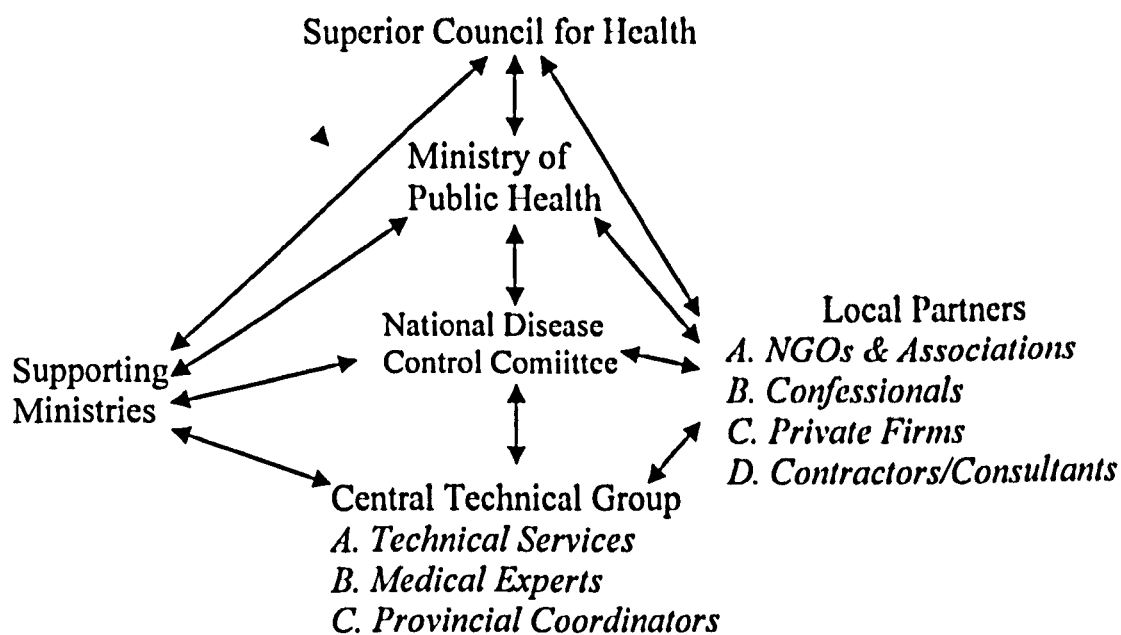 Superior Council for Health
Ministry of
Public Health
National Disease
Control Comiittee
Supporting
Ministries
Local Partners
A. NGOs & Associations
B. Confessionals
C. Private Firms
D. Contractors/Consultants
Central Technical Group
A. Technical Services
B. Medical Experts
C. Provincial Coordinators